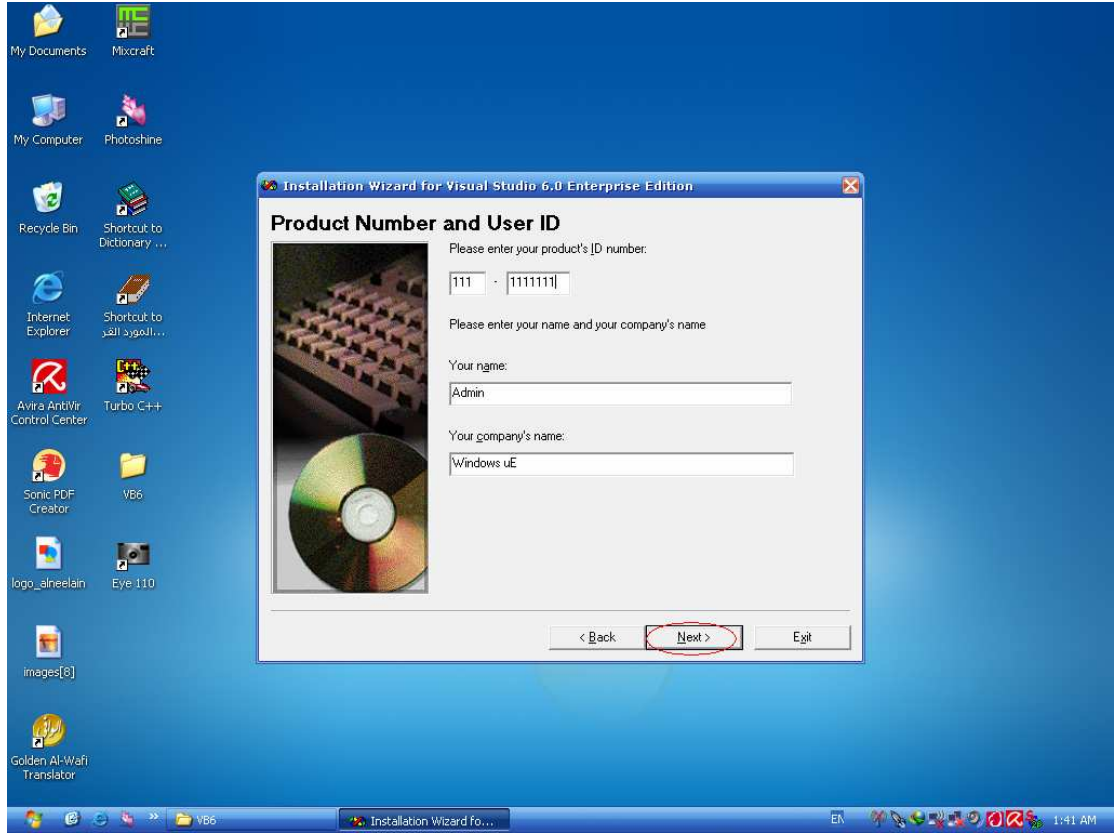 My Documents
Mixcraft
My Computer
Photoshine
Recycle Bin
Shortcut to
Dictionary ...
Internet
Explorer
Shortcut to
...المورد القر
Avira AntiVir
Control Center
Turbo C++
Sonic PDF
Creator
VB6
logo_alneelain
Eye 110
images[8]
Golden Al-Wafi
Translator
Installation Wizard for Visual Studio 6.0 Enterprise Edition
Product Number and User ID
Please enter your product's ID number:
111 - 1111111
Please enter your name and your company's name
Your name:
Admin
Your company's name:
Windows uE
< Back
Next >
Exit
VB6
Installation Wizard fo...
EN
1:41 AM